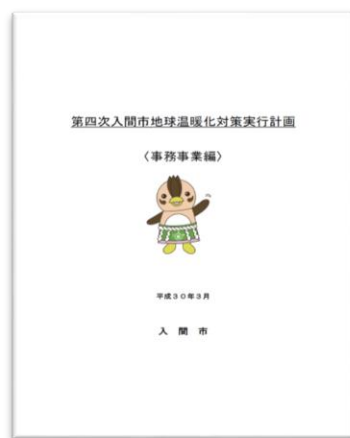 第四次入間市地球温暖化対策実行計画
〈事務事業編〉
平成30年3月
入 間 市